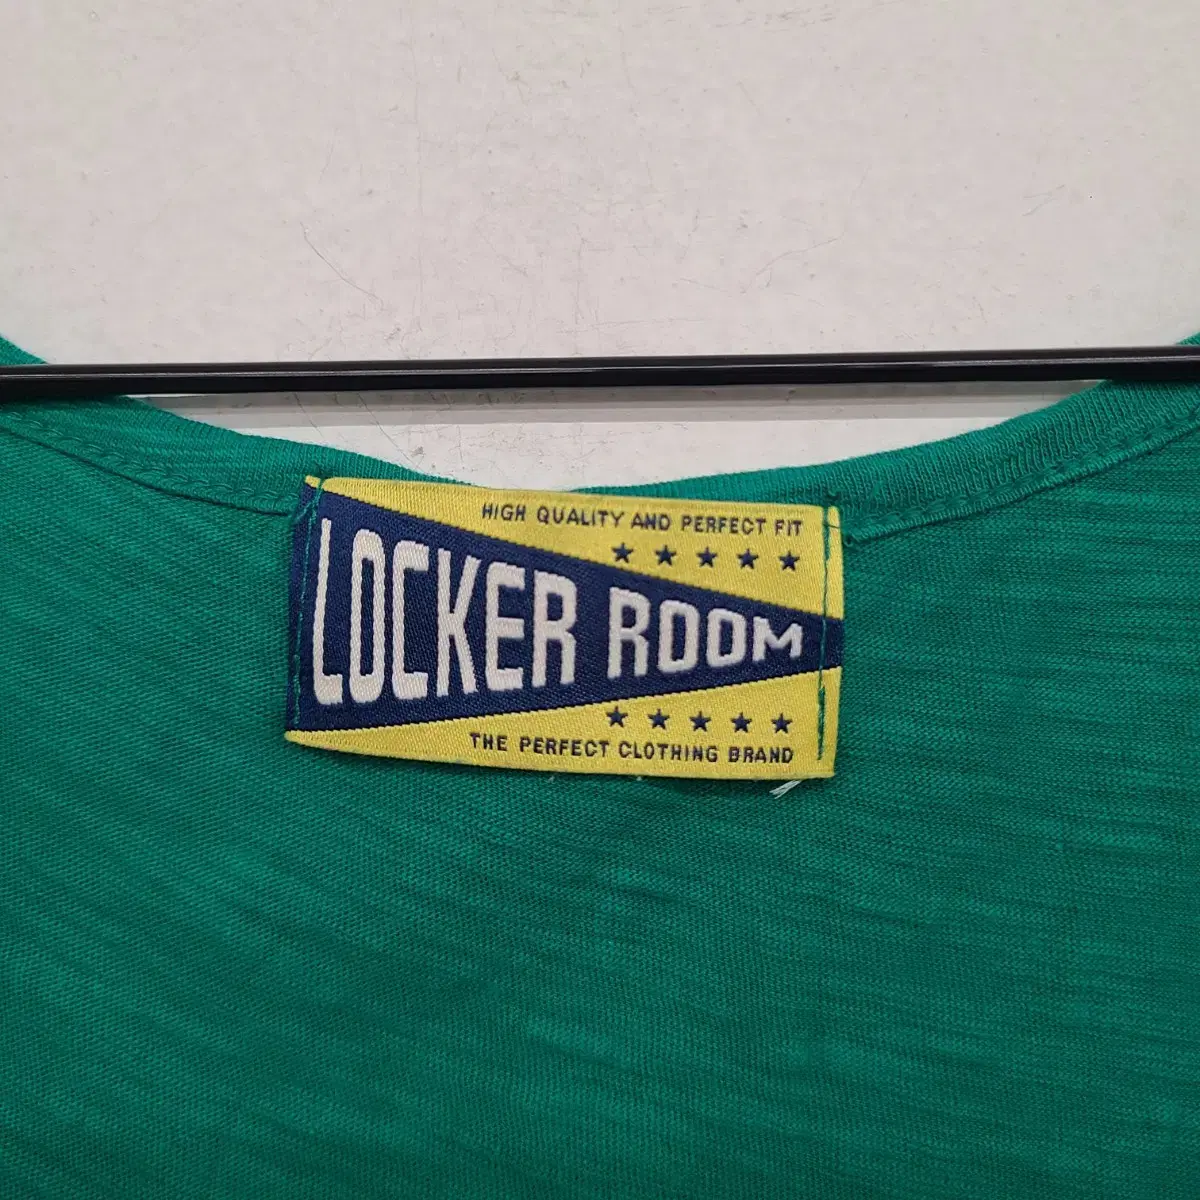 HIGH QUALITY AND PERFECT FIT
LOCKER ROOM
THE PERFECT CLOTHING BRAND